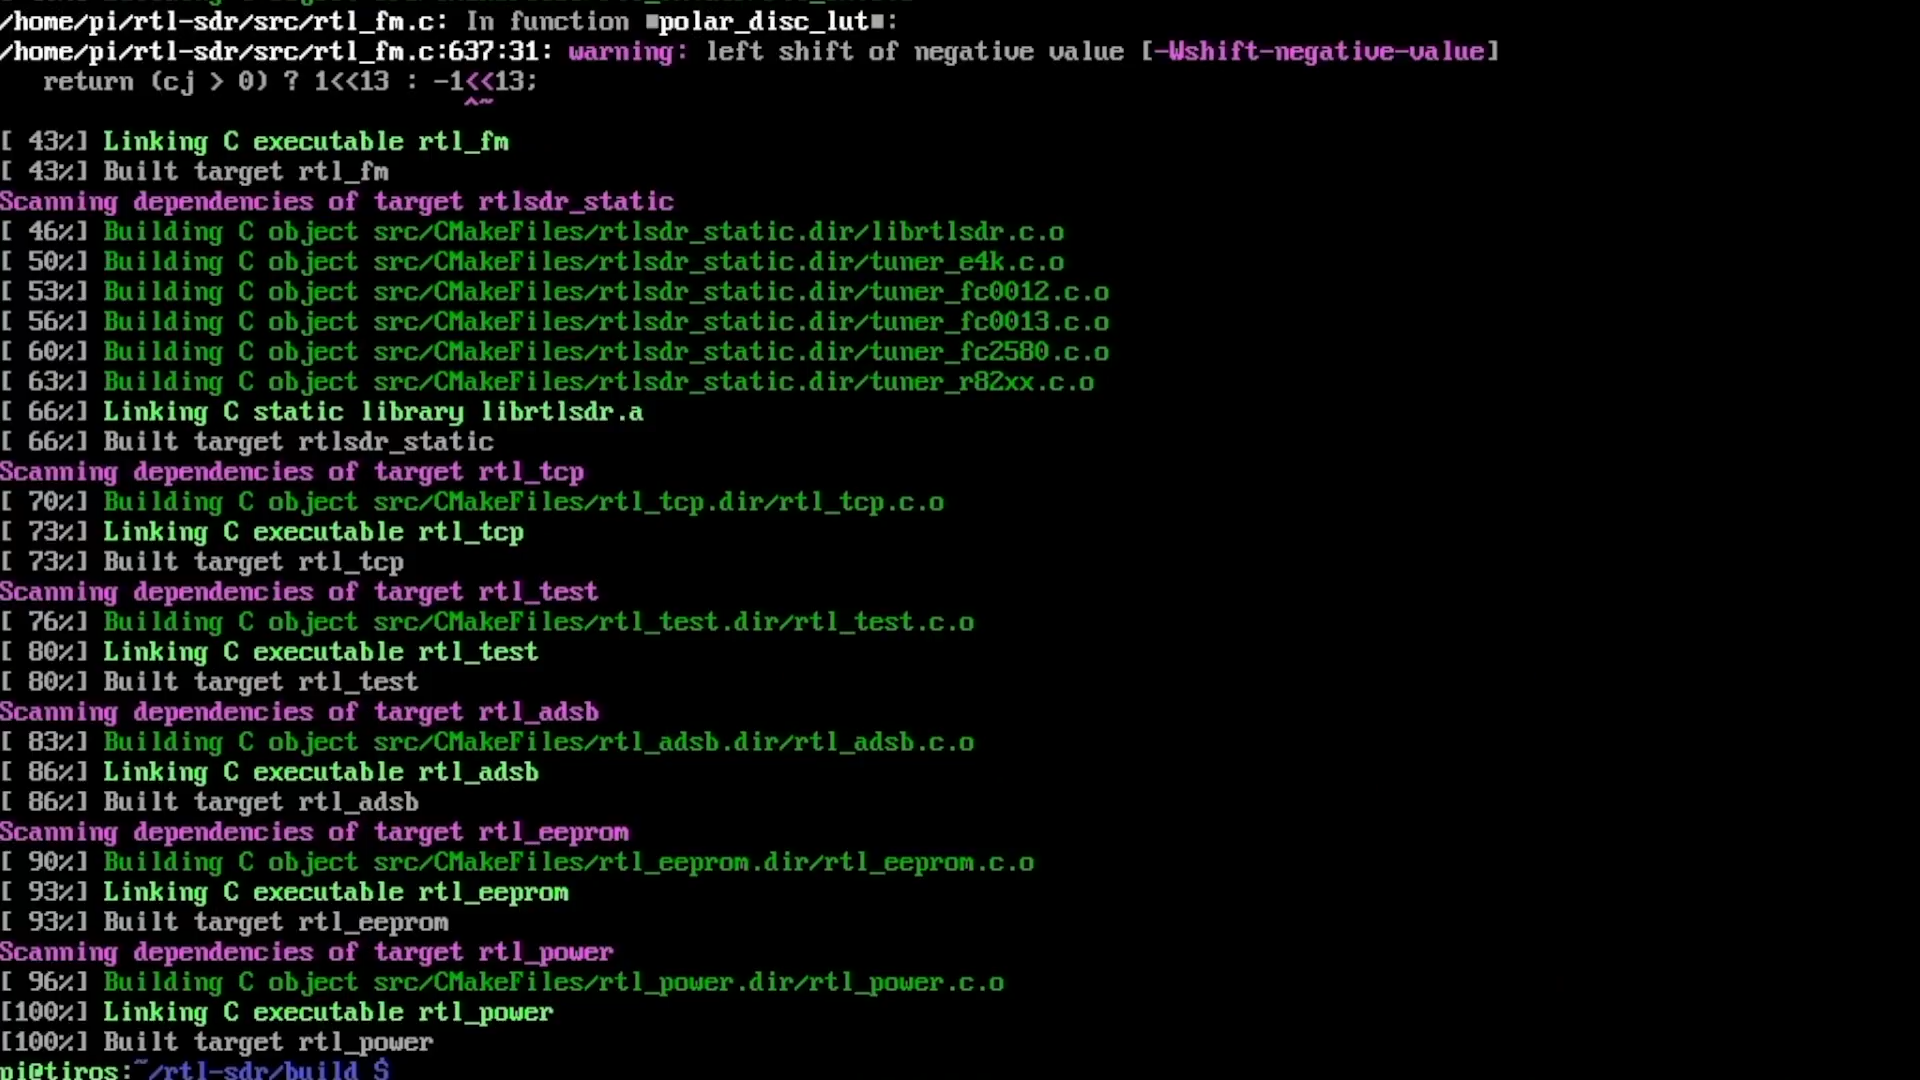 /home/pi/rtl-sdr/src/rtl_fm.c: In function ■polar_disc_lut■:
/home/pi/rtl-sdr/src/rtl_fm.c:637:31: warning: left shift of negative value [-Wshift-negative-value]
   return (cj > 0) ? 1<<13 : -1<<13;
                               ^~
[ 43%] Linking C executable rtl_fm
[ 43%] Built target rtl_fm
Scanning dependencies of target rtlsdr_static
[ 46%] Building C object src/CMakeFiles/rtlsdr_static.dir/librtlsdr.c.o
[ 50%] Building C object src/CMakeFiles/rtlsdr_static.dir/tuner_e4k.c.o
[ 53%] Building C object src/CMakeFiles/rtlsdr_static.dir/tuner_fc0012.c.o
[ 56%] Building C object src/CMakeFiles/rtlsdr_static.dir/tuner_fc0013.c.o
[ 60%] Building C object src/CMakeFiles/rtlsdr_static.dir/tuner_fc2580.c.o
[ 63%] Building C object src/CMakeFiles/rtlsdr_static.dir/tuner_r82xx.c.o
[ 66%] Linking C static library librtlsdr.a
[ 66%] Built target rtlsdr_static
Scanning dependencies of target rtl_tcp
[ 70%] Building C object src/CMakeFiles/rtl_tcp.dir/rtl_tcp.c.o
[ 73%] Linking C executable rtl_tcp
[ 73%] Built target rtl_tcp
Scanning dependencies of target rtl_test
[ 76%] Building C object src/CMakeFiles/rtl_test.dir/rtl_test.c.o
[ 80%] Linking C executable rtl_test
[ 80%] Built target rtl_test
Scanning dependencies of target rtl_adsb
[ 83%] Building C object src/CMakeFiles/rtl_adsb.dir/rtl_adsb.c.o
[ 86%] Linking C executable rtl_adsb
[ 86%] Built target rtl_adsb
Scanning dependencies of target rtl_eeprom
[ 90%] Building C object src/CMakeFiles/rtl_eeprom.dir/rtl_eeprom.c.o
[ 93%] Linking C executable rtl_eeprom
[ 93%] Built target rtl_eeprom
Scanning dependencies of target rtl_power
[ 96%] Building C object src/CMakeFiles/rtl_power.dir/rtl_power.c.o
[100%] Linking C executable rtl_power
[100%] Built target rtl_power
pi@tiros:~/rtl-sdr/build $